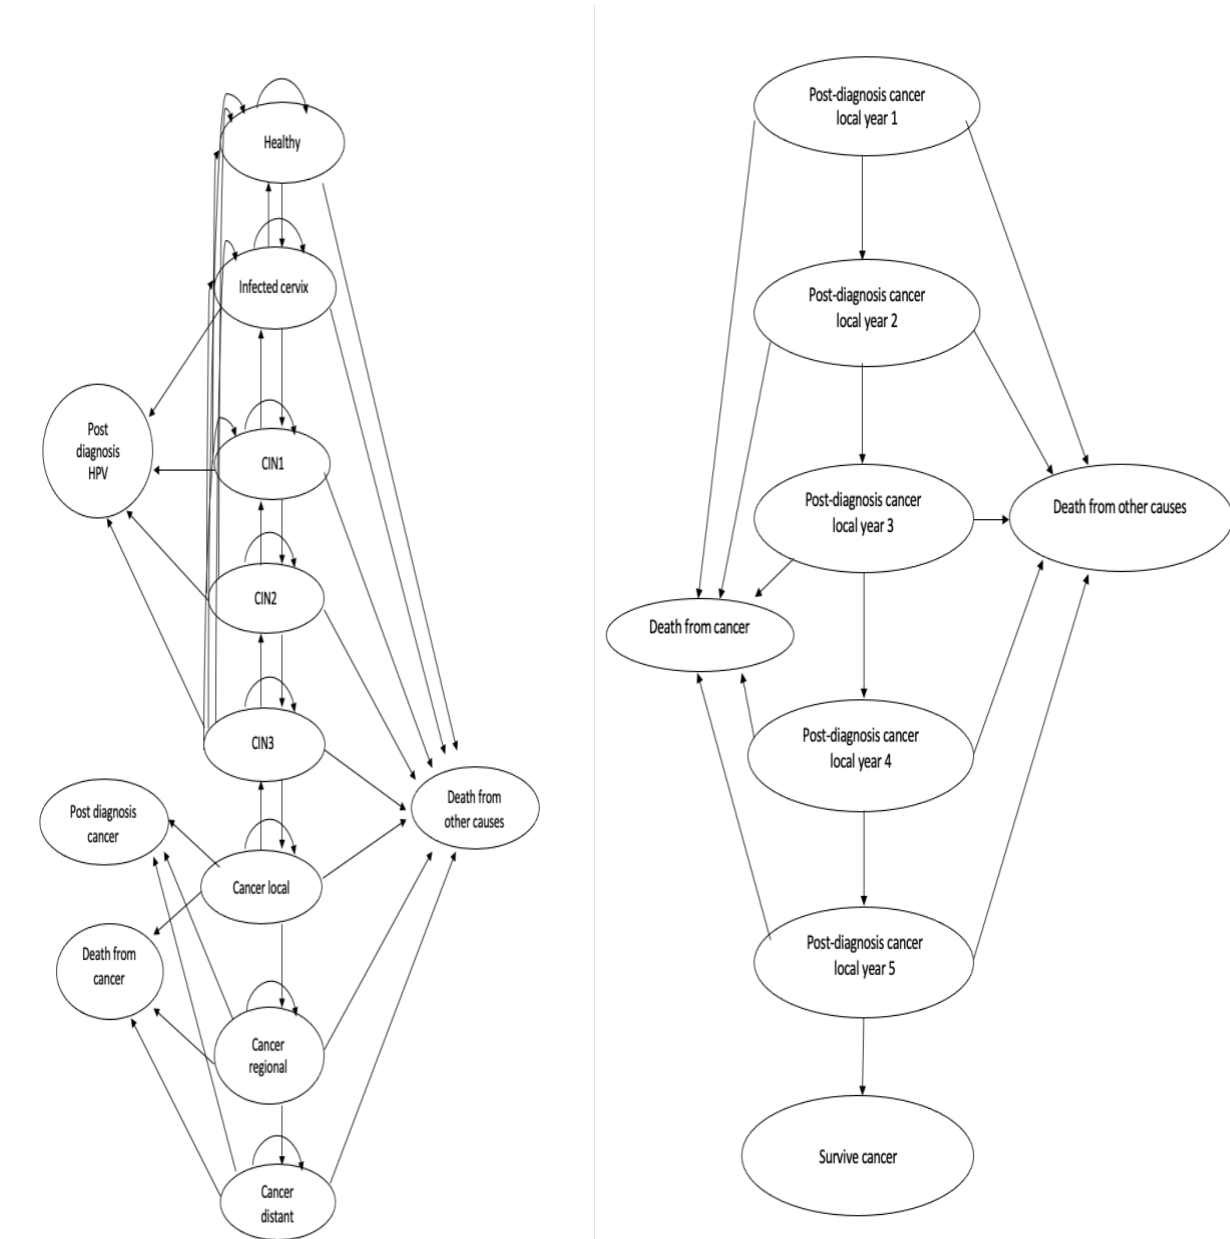 Healthy
Infected cervix
Post
diagnosis
HPV
CIN1
CIN2
CIN3
Post diagnosis
cancer
Death from
other causes
Cancer local
Death from
cancer
Cancer
regional
Cancer
distant
Post-diagnosis cancer
local year 1
Post-diagnosis cancer
local year 2
Post-diagnosis cancer
local year 3
Death from other causes
Death from cancer
Post-diagnosis cancer
local year 4
Post-diagnosis cancer
local year 5
Survive cancer